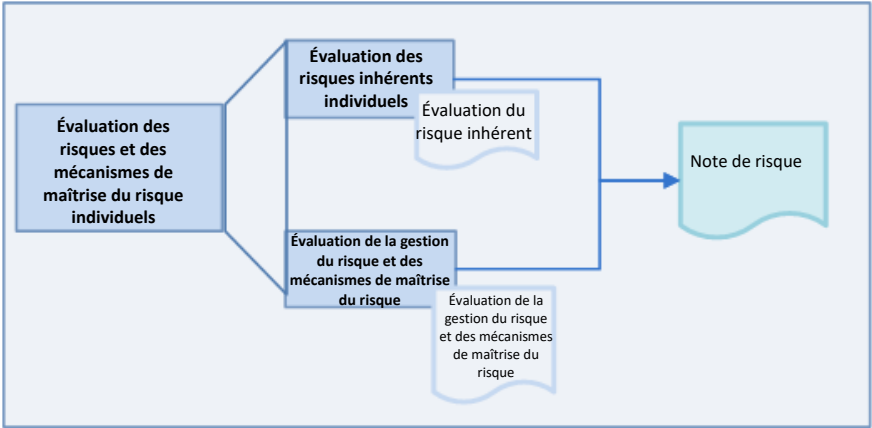 Évaluation des
risques et des
mécanismes de
maîtrise du risque
individuels
Évaluation des
risques inhérents
individuels
Évaluation du
risque inhérent
Évaluation de la gestion
du risque et des
mécanismes de maîtrise
du risque
Évaluation de la
gestion du risque
et des mécanismes
de maîtrise du
risque
Note de risque